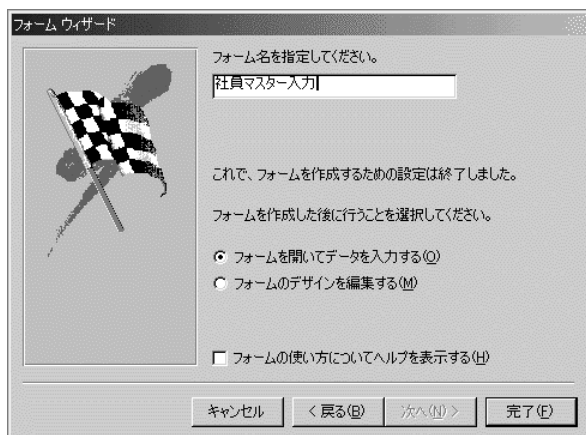 フォーム ウィザード
フォーム名を指定してください。
社員マスター入力
これで、フォームを作成するための設定は終了しました。
フォームを作成した後に行うことを選択してください。
フォームを開いてデータを入力する(O)
フォームのデザインを編集する(M)
フォームの使い方についてヘルプを表示する(H)
キャンセル
< 戻る(B)
次へ(N) >
完了(F)